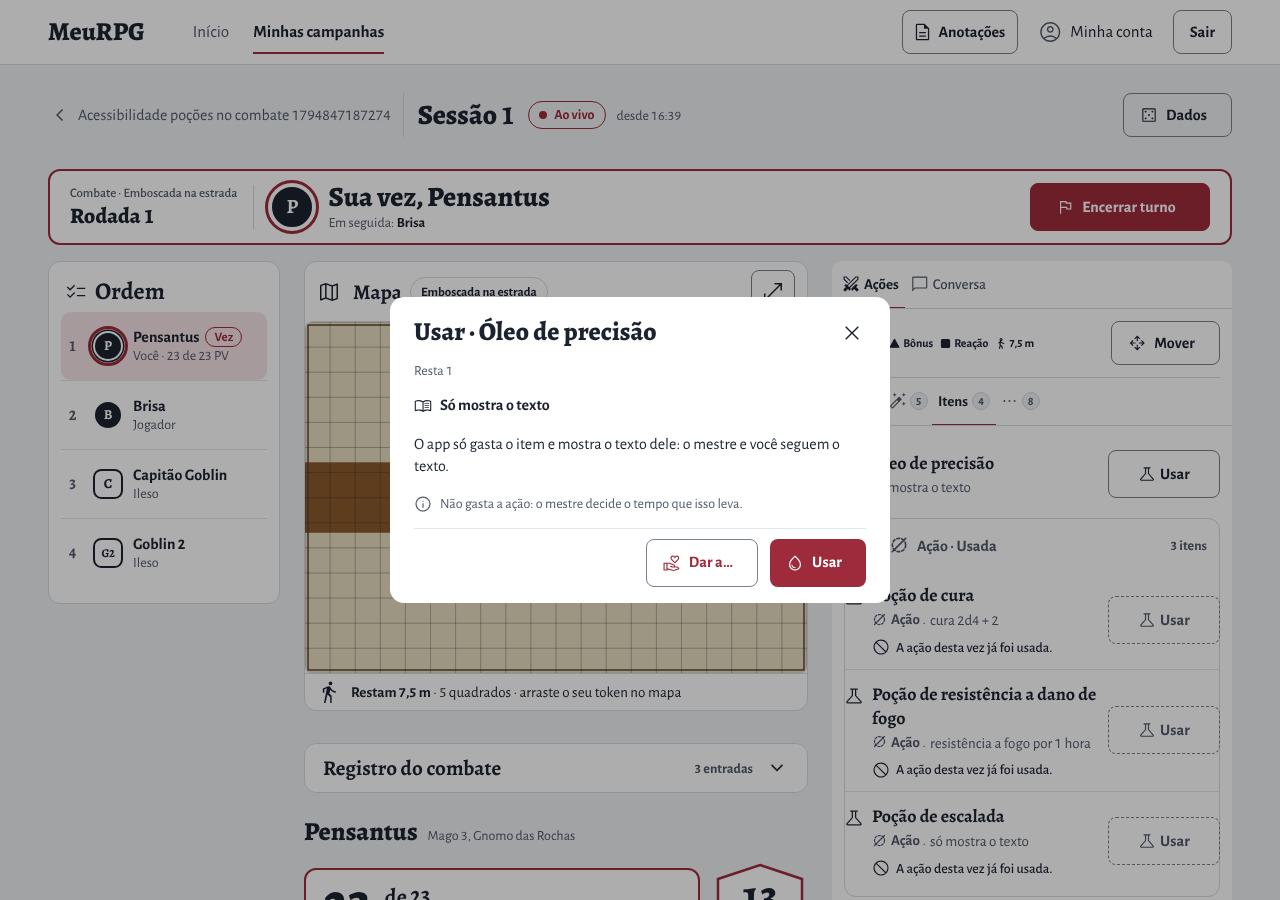 MeuRPG
Início
Minhas campanhas
Anotações
Minha conta
Sair
Acessibilidade poções no combate 1794847187274
Sessão 1
Ao vivo
desde 16:39
Dados
Combate · Emboscada na estrada
Rodada 1
P
Sua vez, Pensantus
Em seguida: Brisa
Encerrar turno
Ordem
1
P
Pensantus
Vez
Você · 23 de 23 PV
2
B
Brisa
Jogador
3
C
Capitão Goblin
Ileso
4
G2
Goblin 2
Ileso
Mapa
Emboscada na estrada
Restam 7,5 m · 5 quadrados · arraste o seu token no mapa
Registro do combate
3 entradas
Pensantus
Mago 3, Gnomo das Rochas
de 23
Usar · Óleo de precisão
Resta 1
Só mostra o texto
O app só gasta o item e mostra o texto dele: o mestre e você seguem o
texto.
Não gasta a ação: o mestre decide o tempo que isso leva.
Dar a...
Usar
Ações
Conversa
Bônus
Reação
7,5 m
Mover
5
Itens
4
8
de precisão
mostra o texto
Usar
Ação · Usada
3 itens
Poção de cura
Ação · cura 2d4 + 2
A ação desta vez já foi usada.
Usar
Poção de resistência a dano de
fogo
Ação · resistência a fogo por 1 hora
A ação desta vez já foi usada.
Usar
Poção de escalada
Ação · só mostra o texto
A ação desta vez já foi usada.
Usar